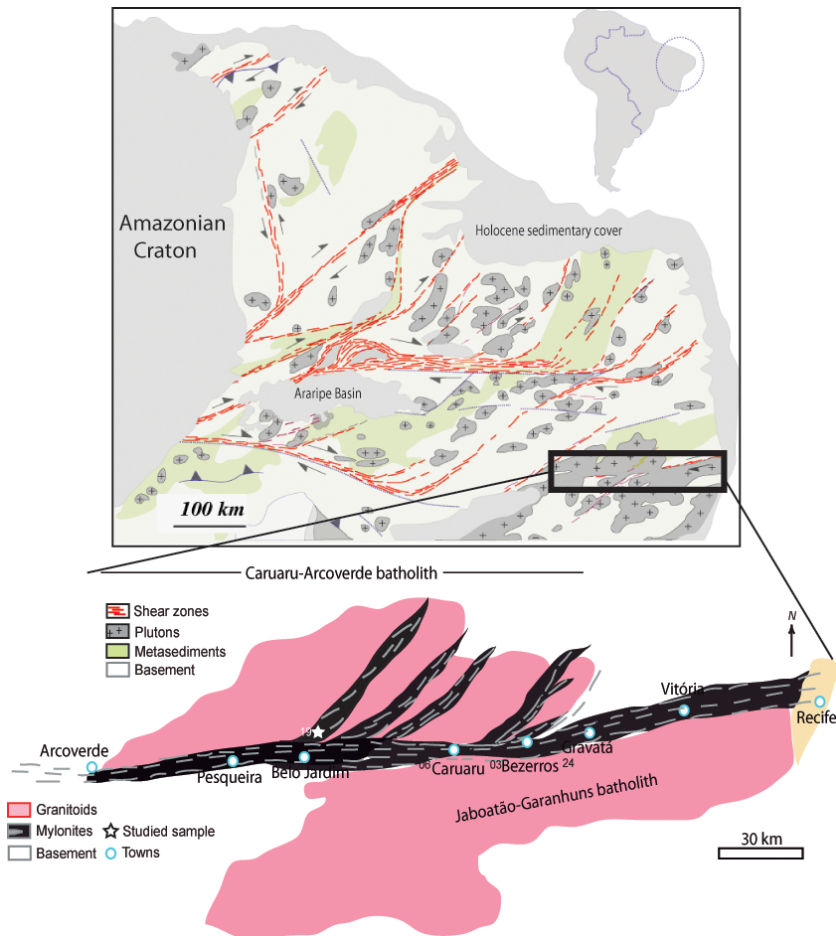 Amazonian
Craton
Holocene sedimentary cover
Araripe Basin
100 km
Caruaru-Arcoverde batholith
Shear zones
Plutons
Metasediments
Basement
N
Vitória
Recife
Arcoverde
19
Pesqueira
Belo Jardim
06 Caruaru
03 Bezerros
24
Gravatá
Jaboatão-Garanhuns batholith
Granitoids
Mylonites
Studied sample
Basement
Towns
30 km